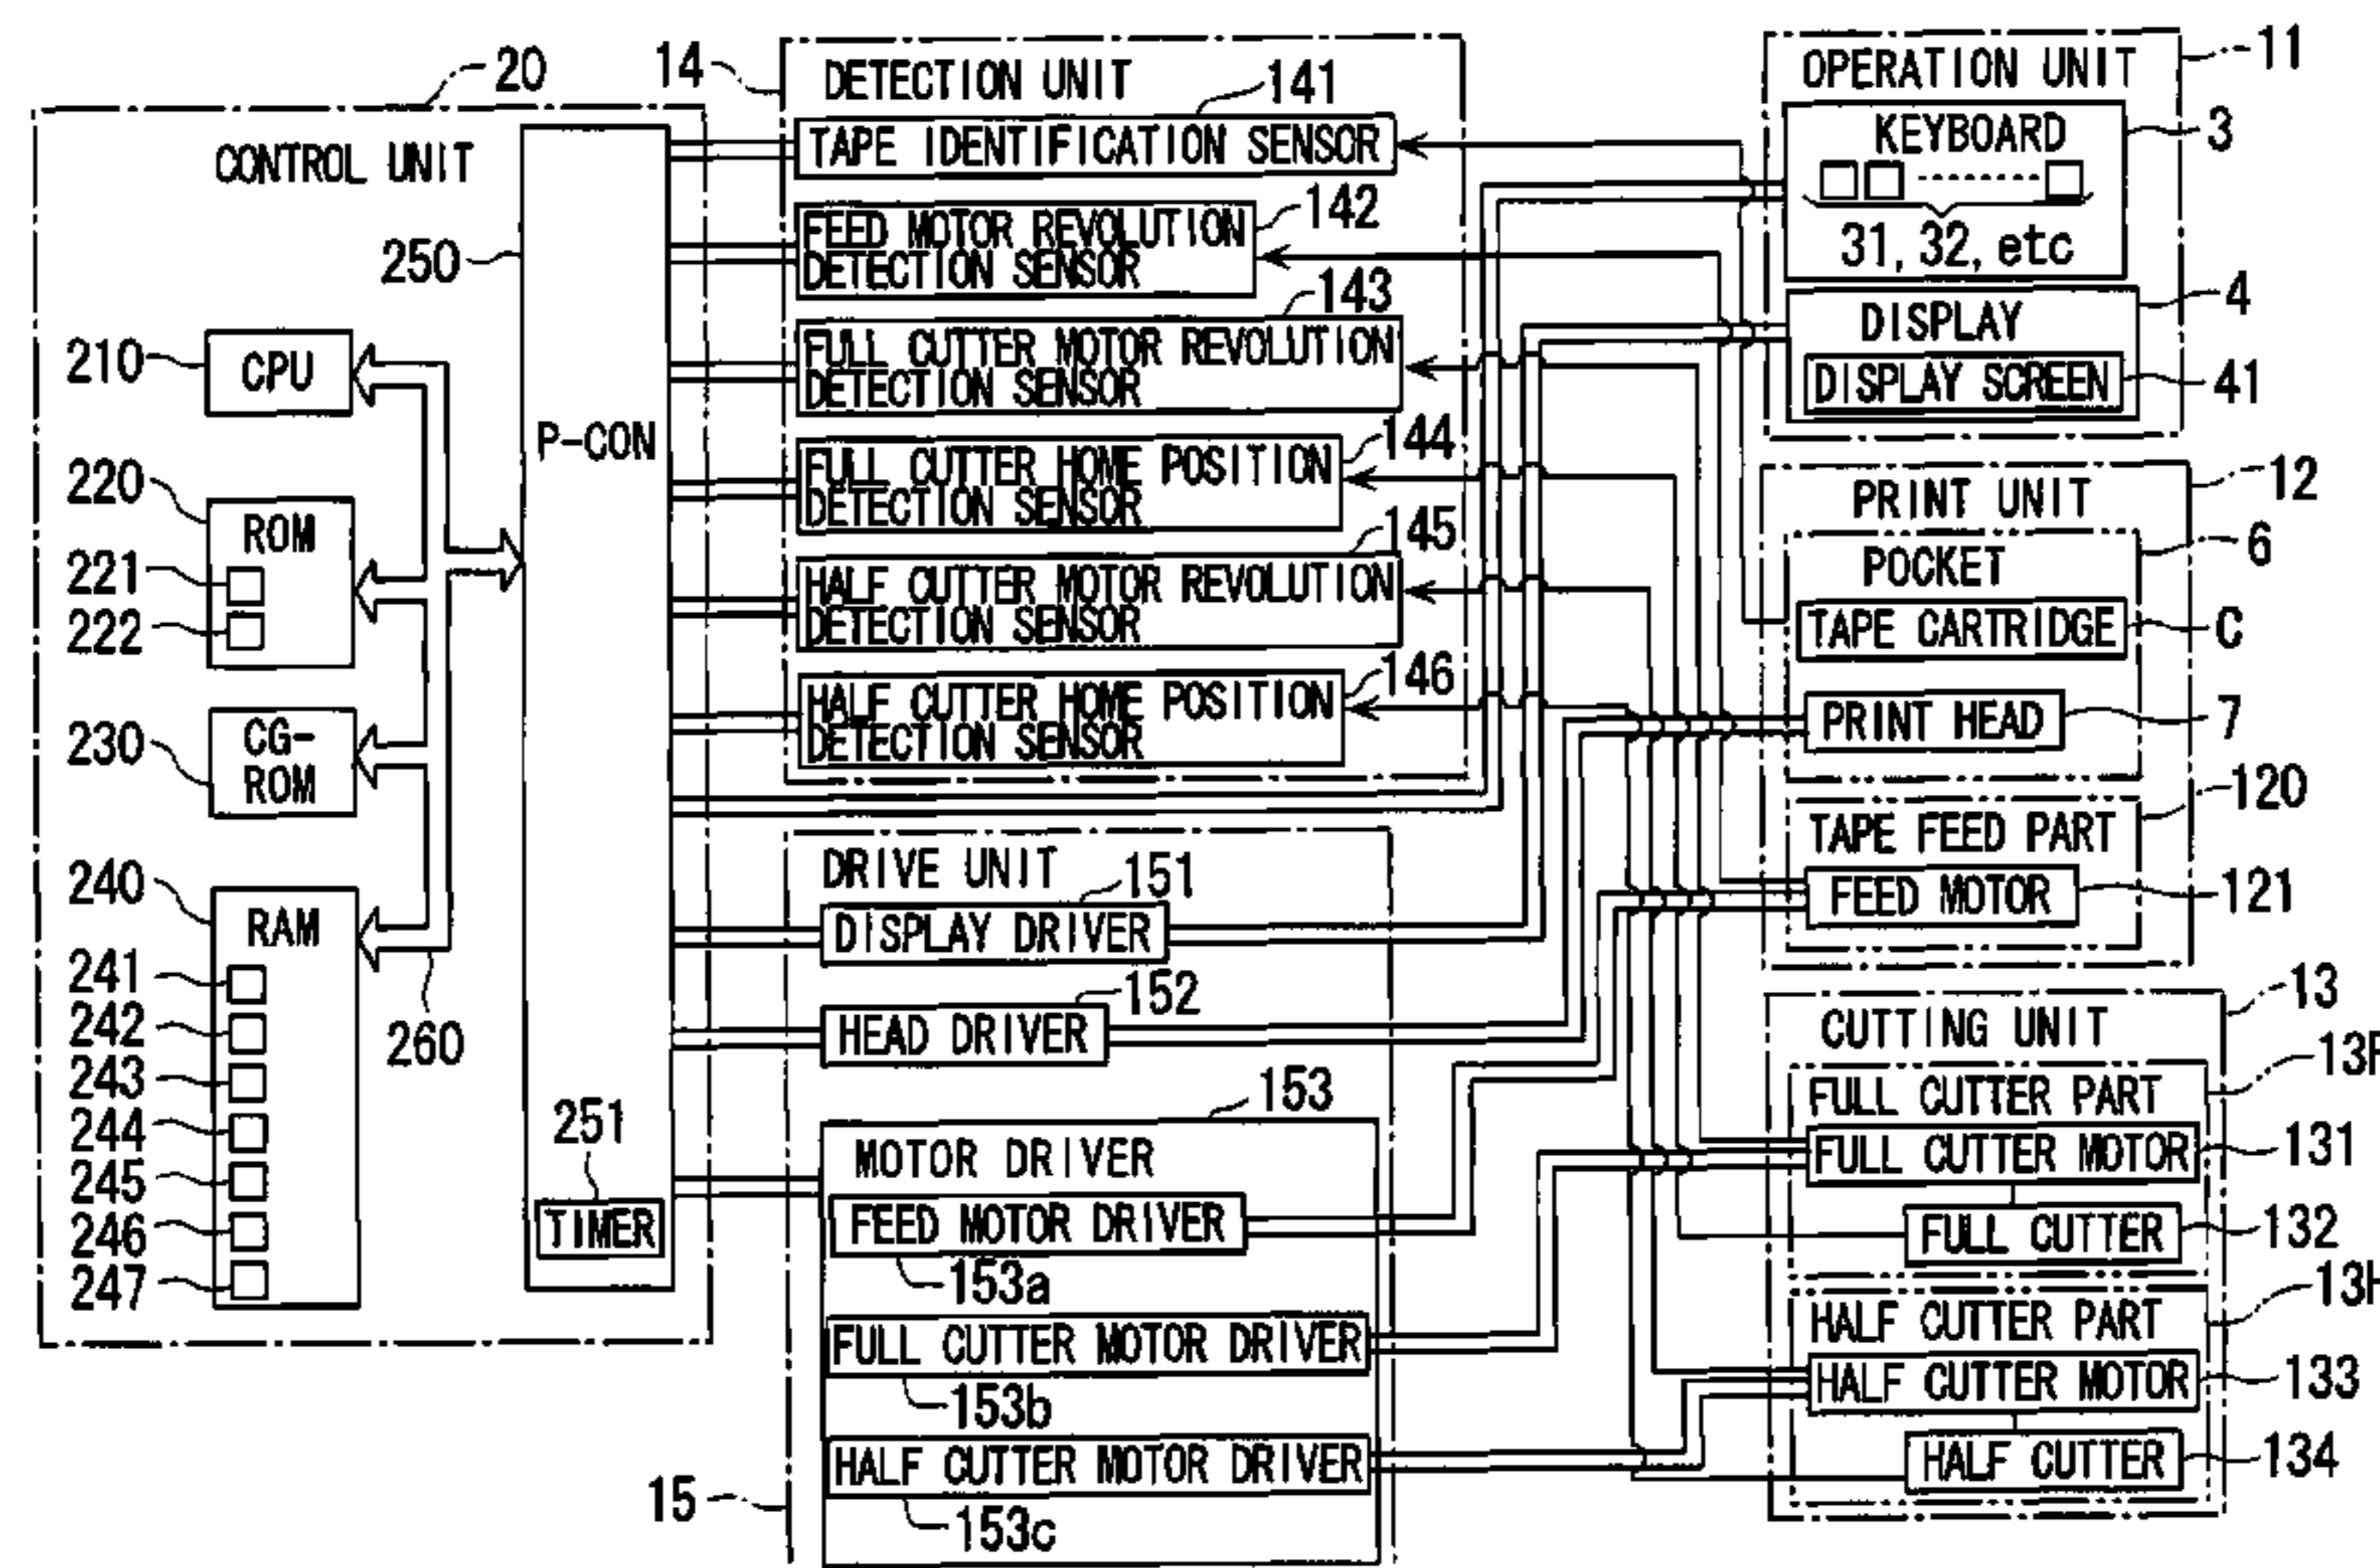 20
CONTROL UNIT
250
P-CON
210
CPU
220
ROM
221
222
230
CG-
ROM
240
RAM
241
242
243
244
245
246
247
260
251
TIMER
14
DETECTION UNIT
141
TAPE IDENTIFICATION SENSOR
142
FEED MOTOR REVOLUTION
DETECTION SENSOR
143
FULL CUTTER MOTOR REVOLUTION
DETECTION SENSOR
144
FULL CUTTER HOME POSITION
DETECTION SENSOR
145
HALF CUTTER MOTOR REVOLUTION
DETECTION SENSOR
146
HALF CUTTER HOME POSITION
DETECTION SENSOR
DRIVE UNIT
151
DISPLAY DRIVER
152
HEAD DRIVER
153
MOTOR DRIVER
FEED MOTOR DRIVER
153a
FULL CUTTER MOTOR DRIVER
153b
HALF CUTTER MOTOR DRIVER
153c
15
OPERATION UNIT
11
KEYBOARD
3
31, 32, etc
4
DISPLAY
DISPLAY SCREEN
41
PRINT UNIT
12
POCKET
6
TAPE CARTRIDGE
C
PRINT HEAD
7
120
TAPE FEED PART
FEED MOTOR
121
13
CUTTING UNIT
13F
FULL CUTTER PART
FULL CUTTER MOTOR
131
FULL CUTTER
132
13H
HALF CUTTER PART
HALF CUTTER MOTOR
133
HALF CUTTER
134